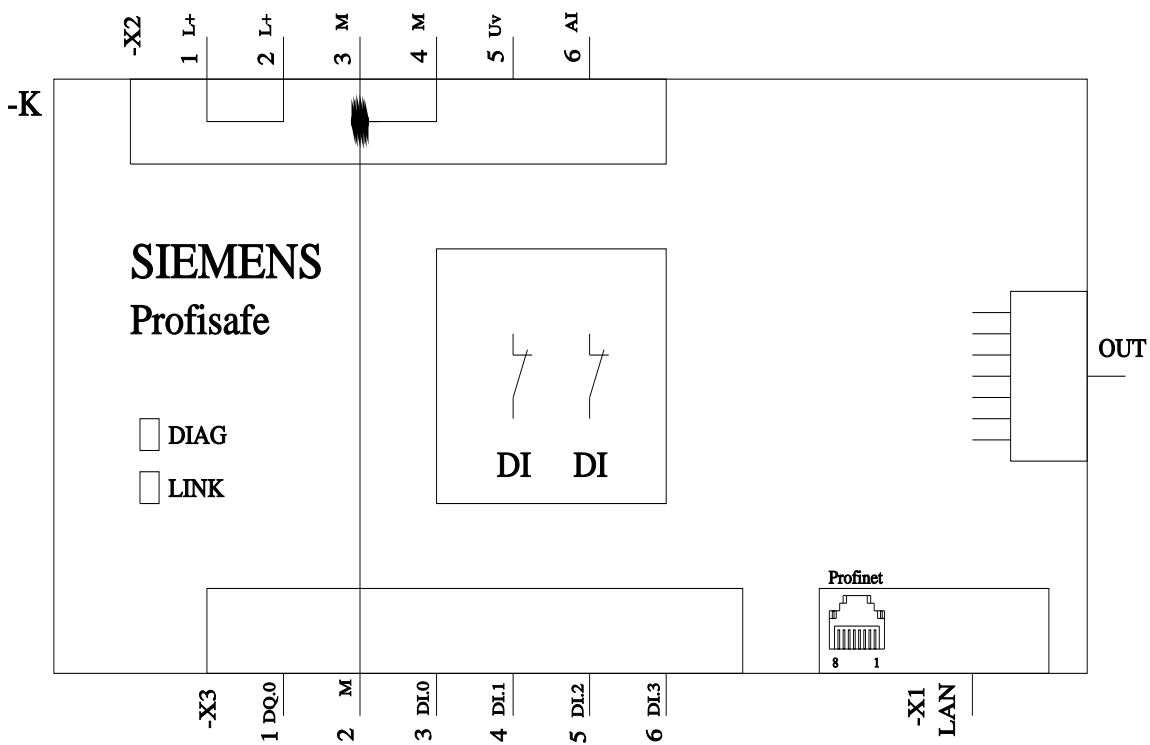 -X2
1 L+
2 L+
3 M
4 M
5 Uv
6 AI
-K
SIEMENS
Profisafe
DIAG
LINK
DI DI
OUT
Profinet
8 1
-X3
1 DQ.0
2 M
3 DI.0
4 DI.1
5 DI.2
6 DI.3
-X1
LAN